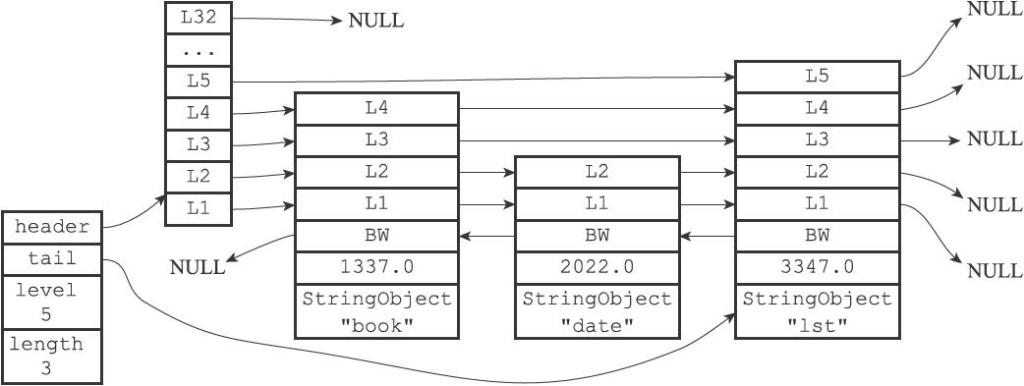 header
tail
level
5
length
3
L32
...
L5
L4
L3
L2
L1
NULL
NULL
L4
L3
L2
L1
BW
1337.0
StringObject
"book"
L2
L1
BW
2022.0
StringObject
"date"
L5
L4
L3
L2
L1
BW
3347.0
StringObject
"lst"
NULL
NULL
NULL
NULL
NULL